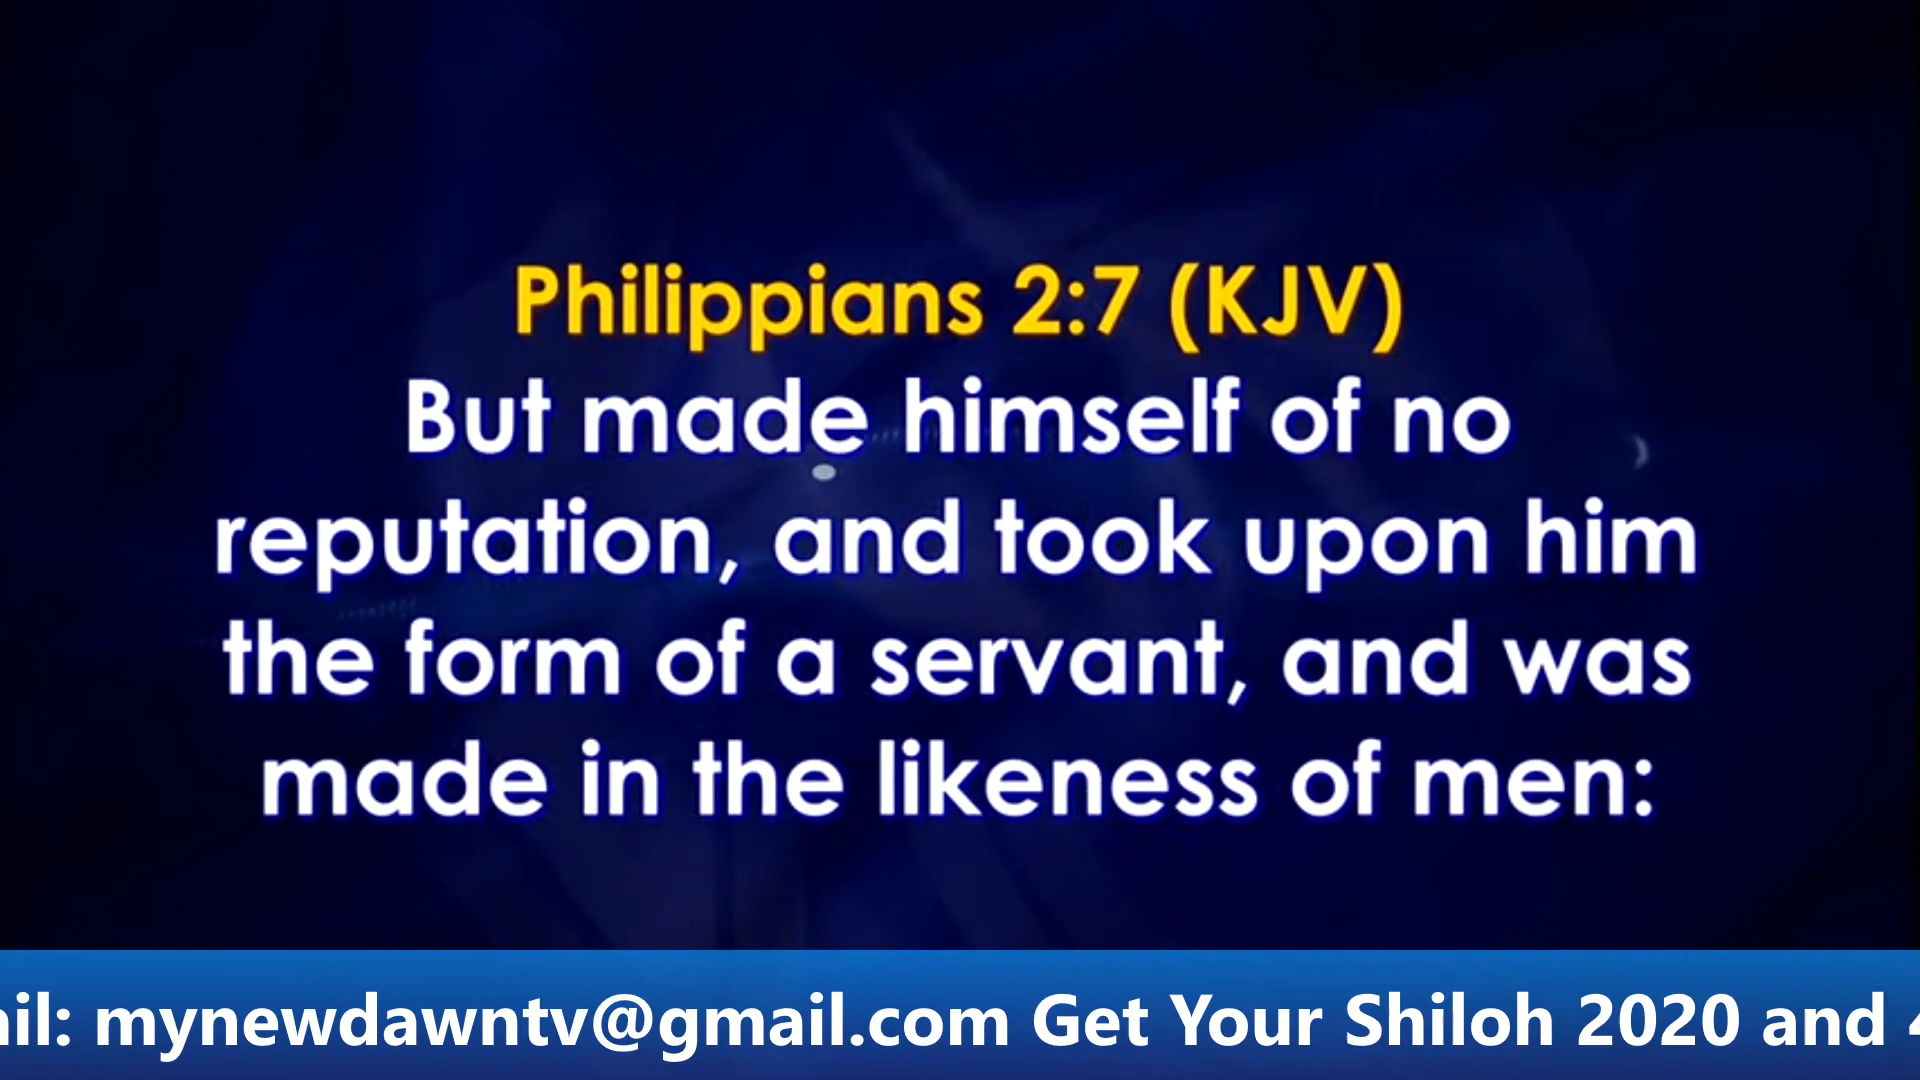 Philippians 2:7 (KJV)
But made himself of no
reputation, and took upon him
the form of a servant, and was
made in the likeness of men:
ail: mynewdawntv@gmail.com Get Your Shiloh 2020 and